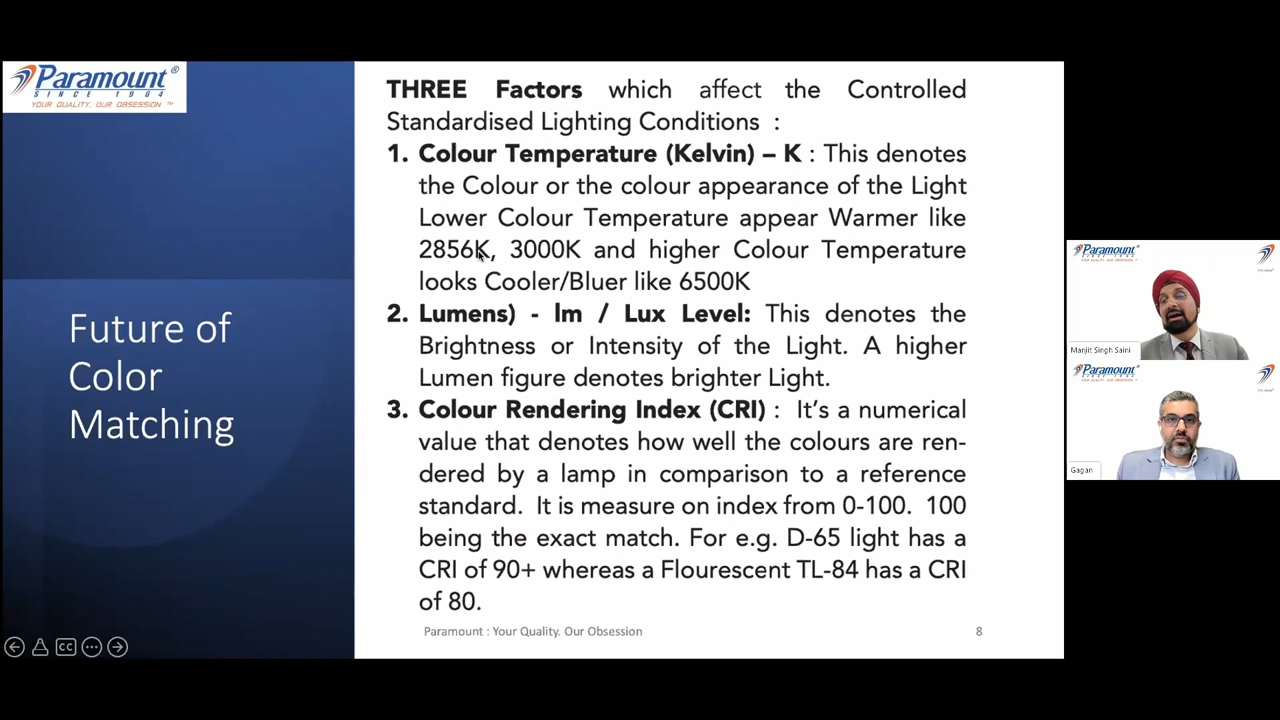 Paramount®
SINCE 1984
YOUR QUALITY. OUR OBSESSION ™
Future of
Color
Matching
THREE Factors which affect the Controlled
Standardised Lighting Conditions :
1. Colour Temperature (Kelvin) – K : This denotes
the Colour or the colour appearance of the Light
Lower Colour Temperature appear Warmer like
2856K, 3000K and higher Colour Temperature
looks Cooler/Bluer like 6500K
2. Lumens) - lm / Lux Level: This denotes the
Brightness or Intensity of the Light. A higher
Lumen figure denotes brighter Light.
3. Colour Rendering Index (CRI) : It's a numerical
value that denotes how well the colours are ren-
dered by a lamp in comparison to a reference
standard. It is measure on index from 0-100. 100
being the exact match. For e.g. D-65 light has a
CRI of 90+ whereas a Flourescent TL-84 has a CRI
of 80.
Paramount : Your Quality. Our Obsession
8
CC
Paramount
Manjit Singh Saini
Paramount
Gagan